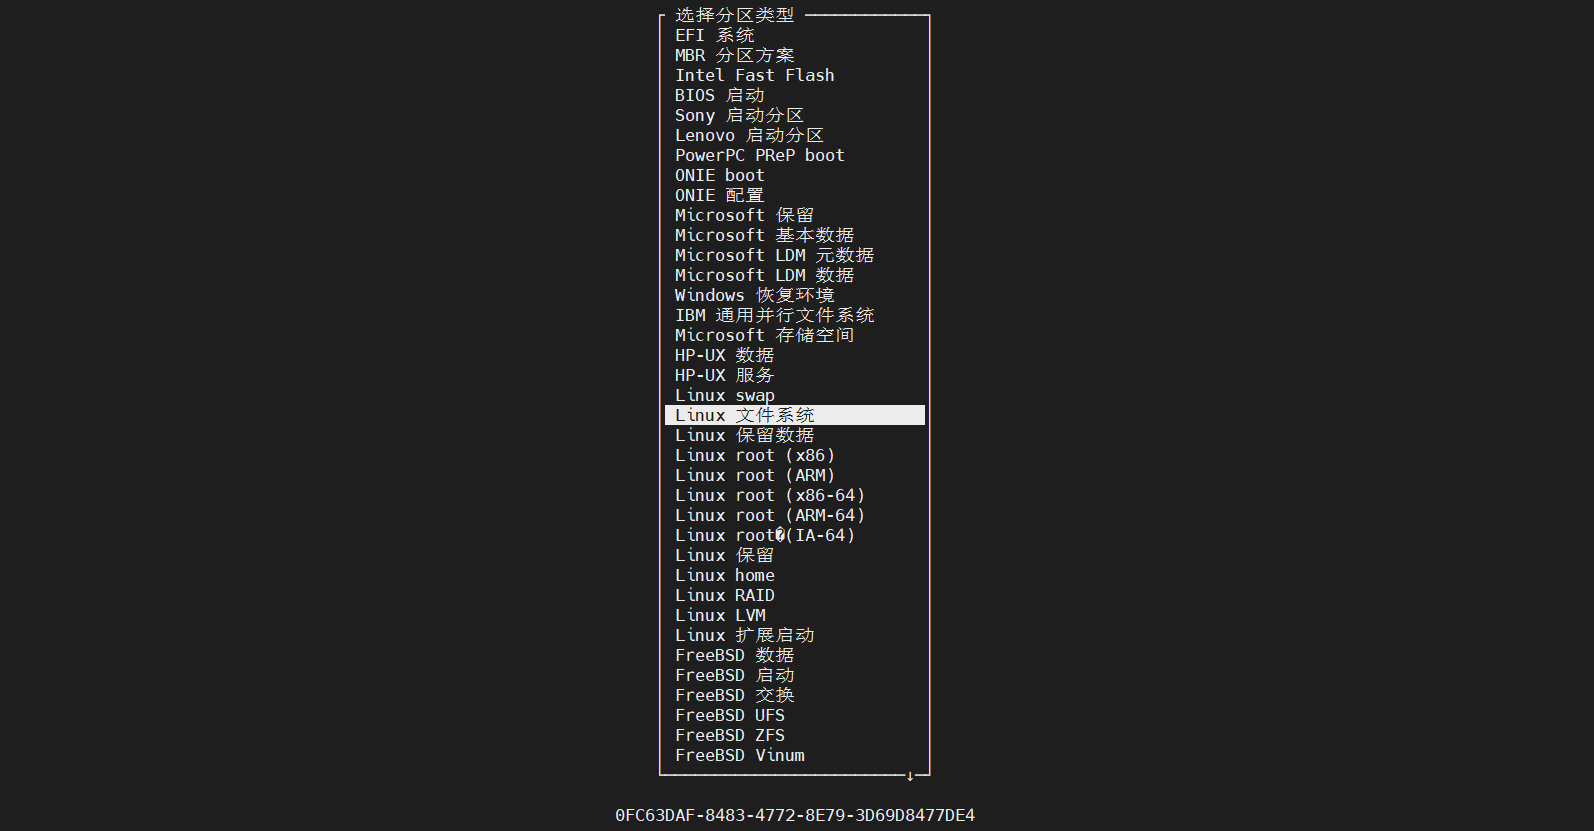 选择分区类型
EFI 系统
MBR 分区方案
Intel Fast Flash
BIOS 启动
Sony 启动分区
Lenovo 启动分区
PowerPC PReP boot
ONIE boot
ONIE 配置
Microsoft 保留
Microsoft 基本数据
Microsoft LDM 元数据
Microsoft LDM 数据
Windows 恢复环境
IBM 通用并行文件系统
Microsoft 存储空间
HP-UX 数据
HP-UX 服务
Linux swap
Linux 文件系统
Linux 保留数据
Linux root (x86)
Linux root (ARM)
Linux root (x86-64)
Linux root (ARM-64)
Linux root�(IA-64)
Linux 保留
Linux home
Linux RAID
Linux LVM
Linux 扩展启动
FreeBSD 数据
FreeBSD 启动
FreeBSD 交换
FreeBSD UFS
FreeBSD ZFS
FreeBSD Vinum
↓
0FC63DAF-8483-4772-8E79-3D69D8477DE4